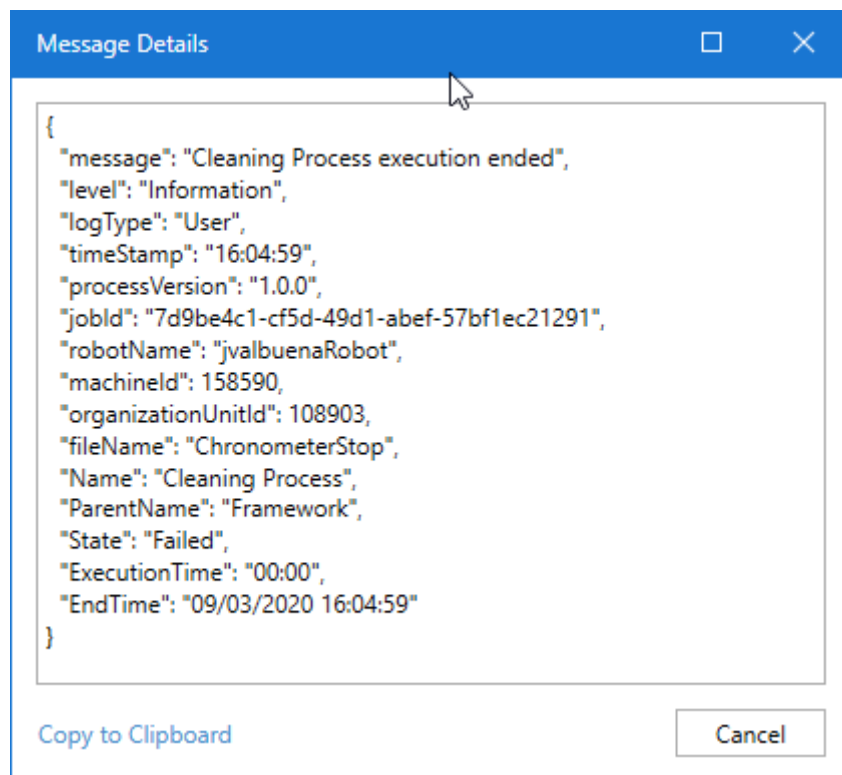 Message Details
{
"message": "Cleaning Process execution ended",
"level": "Information",
"logType": "User",
"timeStamp": "16:04:59",
"processVersion": "1.0.0",
"jobId": "7d9be4c1-cf5d-49d1-abef-57bf1ec21291",
"robotName": "jvalbuenaRobot",
"machineId": 158590,
"organizationUnitId": 108903,
"fileName": "ChronometerStop",
"Name": "Cleaning Process",
"ParentName": "Framework",
"State": "Failed",
"ExecutionTime": "00:00",
"EndTime": "09/03/2020 16:04:59"
}
Copy to Clipboard
Cancel